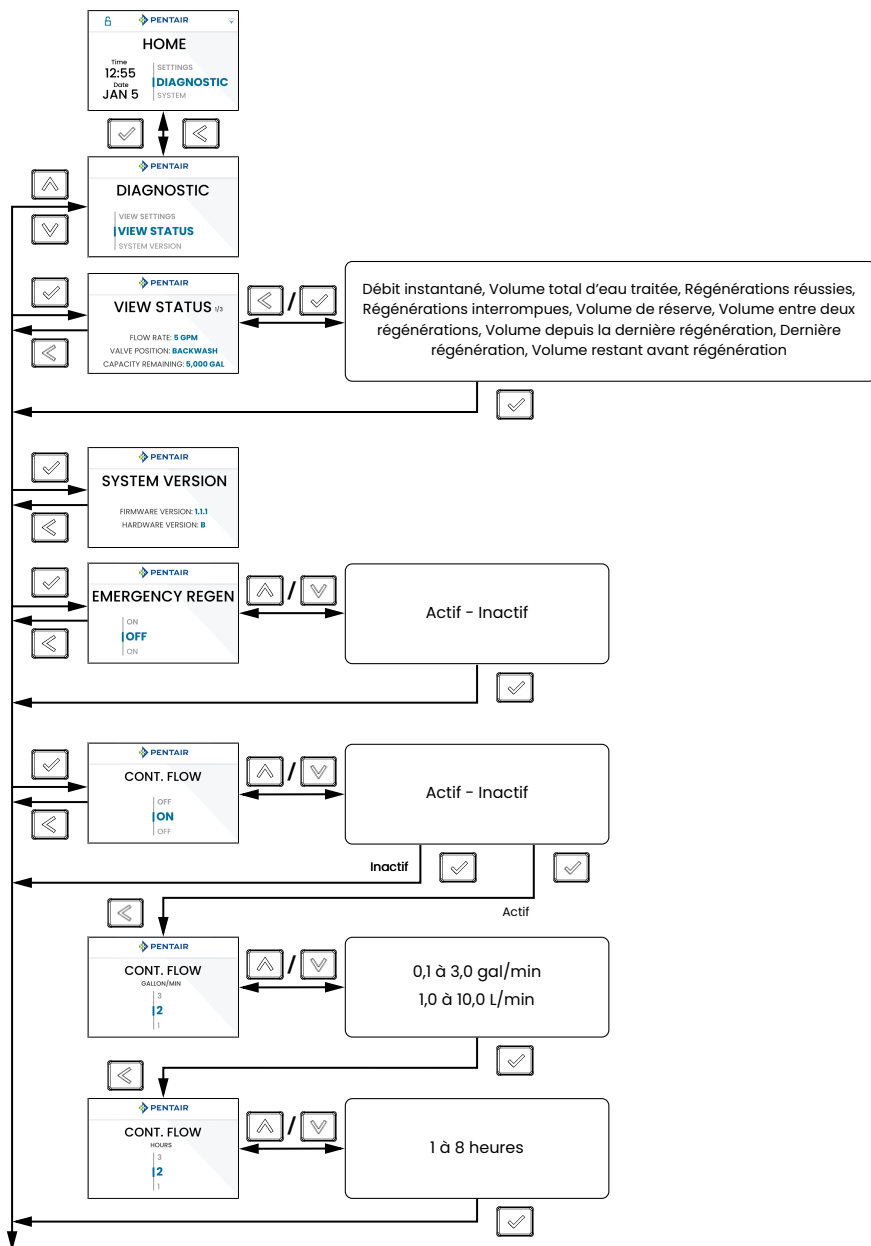 PENTAIR
HOME
Time
12:55
Date
JAN 5
SETTINGS
DIAGNOSTIC
SYSTEM
PENTAIR
DIAGNOSTIC
VIEW SETTINGS
VIEW STATUS
SYSTEM VERSION
PENTAIR
VIEW STATUS 1/3
FLOW RATE: 5 GPM
VALVE POSITION: BACKWASH
CAPACITY REMAINING: 5,000 GAL
/
Débit instantané, Volume total d'eau traitée, Régénérations réussies,
Régénérations interrompues, Volume de réserve, Volume entre deux
régénérations, Volume depuis la dernière régénération, Dernière
régénération, Volume restant avant régénération
PENTAIR
SYSTEM VERSION
FIRMWARE VERSION: 1.1.1
HARDWARE VERSION: B
PENTAIR
EMERGENCY REGEN
ON
OFF
ON
/
Actif - Inactif
PENTAIR
CONT. FLOW
OFF
ON
OFF
/
Actif - Inactif
Inactif
Actif
PENTAIR
CONT. FLOW
GALLON/MIN
3
2
1
/
0,1 à 3,0 gal/min
1,0 à 10,0 L/min
PENTAIR
CONT. FLOW
HOURS
3
2
1
/
1 à 8 heures